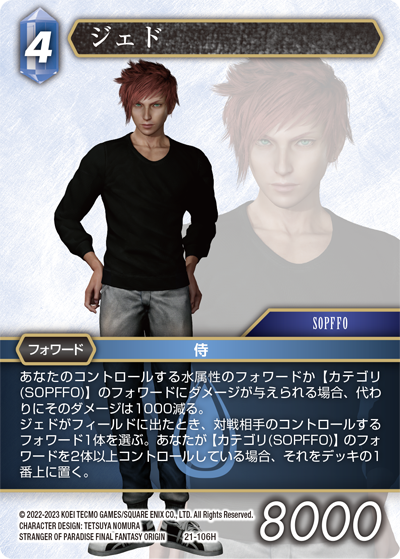 4
ジェド
SOPFFO
フォワード
侍
あなたのコントロールする水属性のフォワードか【カテゴリ
(SOPFFO)】のフォワードにダメージが与えられる場合、代わ
りにそのダメージは1000減る。
ジェドがフィールドに出たとき、対戦相手のコントロールする
フォワード1体を選ぶ。あなたが【カテゴリ(SOPFFO)】のフォ
ワードを2体以上コントロールしている場合、それをデッキの1
番上に置く。
© 2022-2023 KOEI TECMO GAMES/SQUARE ENIX CO., LTD. All Rights Reserved.
CHARACTER DESIGN: TETSUYA NOMURA
STRANGER OF PARADISE FINAL FANTASY ORIGIN
21-106H
8000